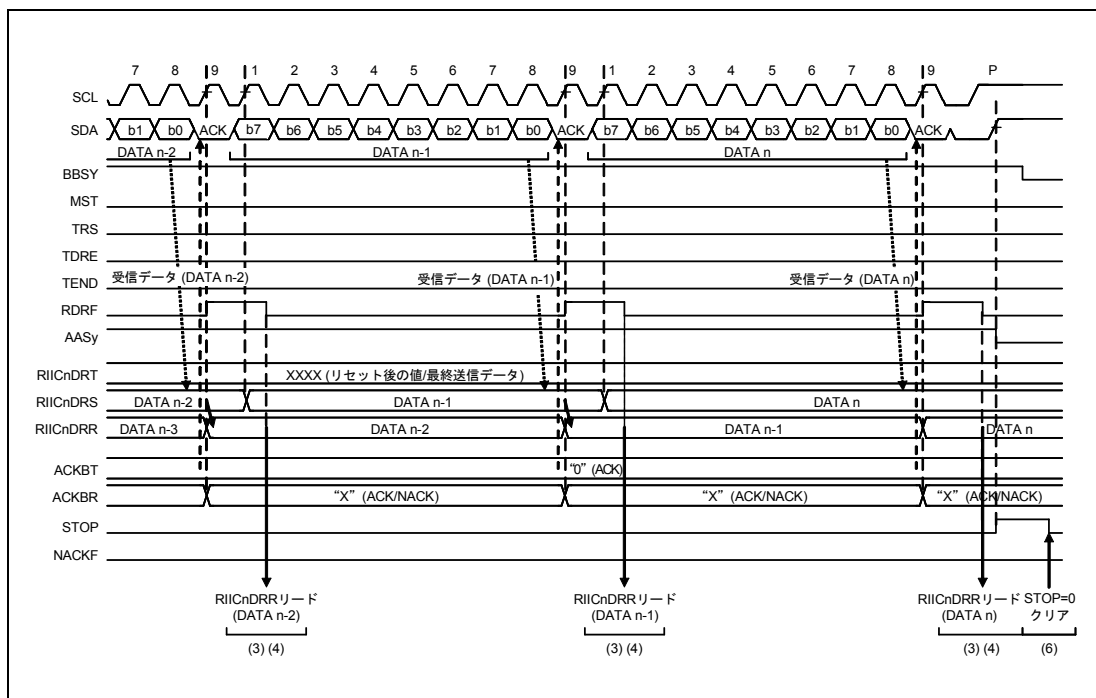 7 8 9 1 2 3 4 5 6 7 8 9 1 2 3 4 5 6 7 8 9 P
SCL
SDA b1 b0 ACK b7 b6 b5 b4 b3 b2 b1 b0 ACK b7 b6 b5 b4 b3 b2 b1 b0 ACK
DATA n-2 DATA n-1 DATA n
BBSY
MST
TRS
TDRE
TEND 受信データ (DATA n-2) 受信データ (DATA n-1) 受信データ (DATA n)
RDRF
AASy
RIICnDRT XXXX (リセット後の値/最終送信データ)
RIICnDRS DATA n-2 DATA n-1 DATA n
RIICnDRR DATA n-3 DATA n-2 DATA n-1 DATA n
ACKBT “0” (ACK)
ACKBR “X” (ACK/NACK) “X” (ACK/NACK) “X” (ACK/NACK)
STOP
NACKF
RIICnDRRリード RIICnDRRリード RIICnDRRリード STOP=0
(DATA n-2) (DATA n-1) (DATA n) クリア
(3) (4) (3) (4) (3) (4) (6)